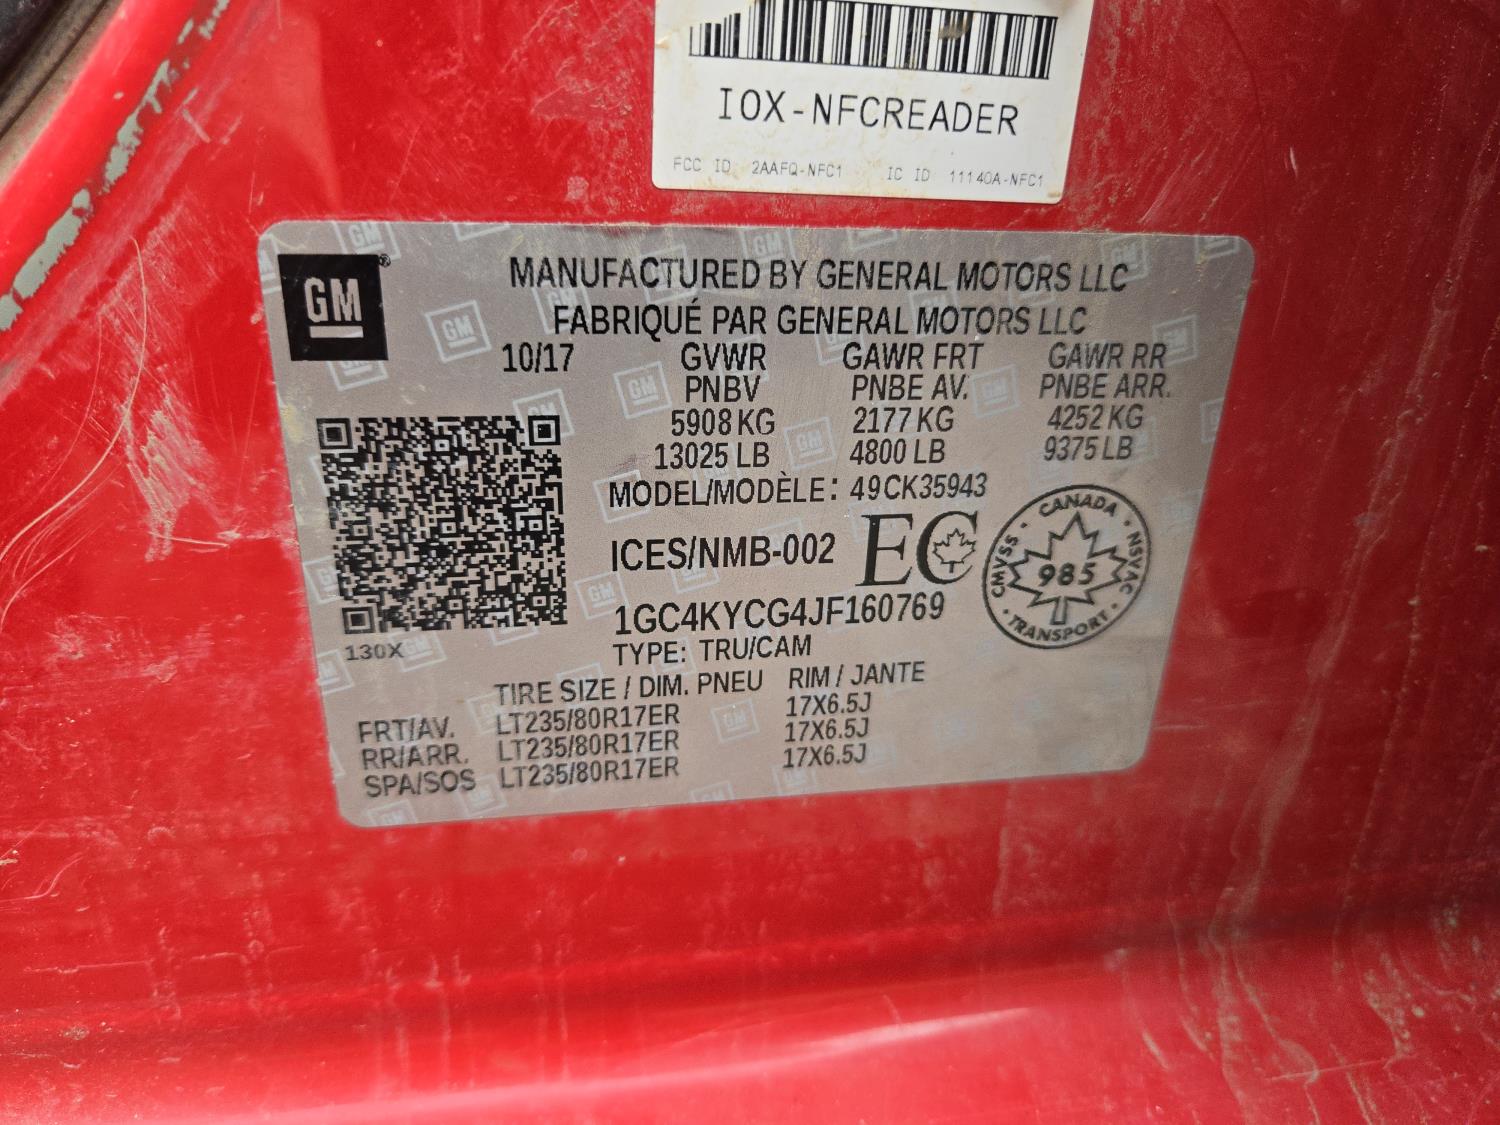 IOX-NFCREADER
FCC ID 2AAFQ-NFC1 IC ID 11140A-NFC1
GM®
MANUFACTURED BY GENERAL MOTORS LLC
FABRIQUÉ PAR GENERAL MOTORS LLC
10/17 GVWR GAWR FRT GAWR RR
PNBV PNBE AV. PNBE ARR.
5908 KG 2177 KG 4252 KG
13025 LB 4800 LB 9375 LB
MODEL/MODÈLE: 49CK35943
ICES/NMB-002 EC
CANADA
CMVSS 985 NSVAC
TRANSPORT
1GC4KYCG4JF160769
130X TYPE: TRU/CAM
TIRE SIZE / DIM. PNEU RIM / JANTE
FRT/AV. LT235/80R17ER 17X6.5J
RR/ARR. LT235/80R17ER 17X6.5J
SPA/SOS LT235/80R17ER 17X6.5J